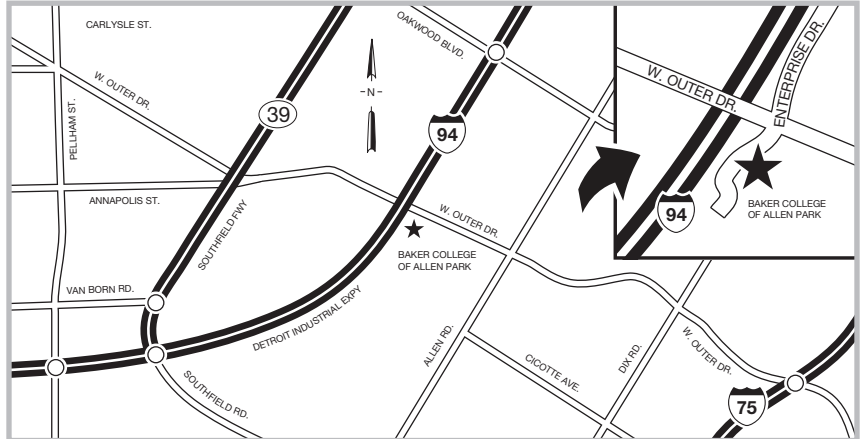 CARLYSLE ST.
OAKWOOD BLVD.
W. OUTER DR.
PELLHAM ST.
39
-N-
94
ANNAPOLIS ST.
SOUTHFIELD FWY
W. OUTER DR.
BAKER COLLEGE
OF ALLEN PARK
VAN BORN RD.
DETROIT INDUSTRIAL EXPY
SOUTHFIELD RD.
ALLEN RD.
CICOTTE AVE.
DIX RD.
W. OUTER DR.
75
W. OUTER DR.
ENTERPRISE DR.
94
BAKER COLLEGE
OF ALLEN PARK